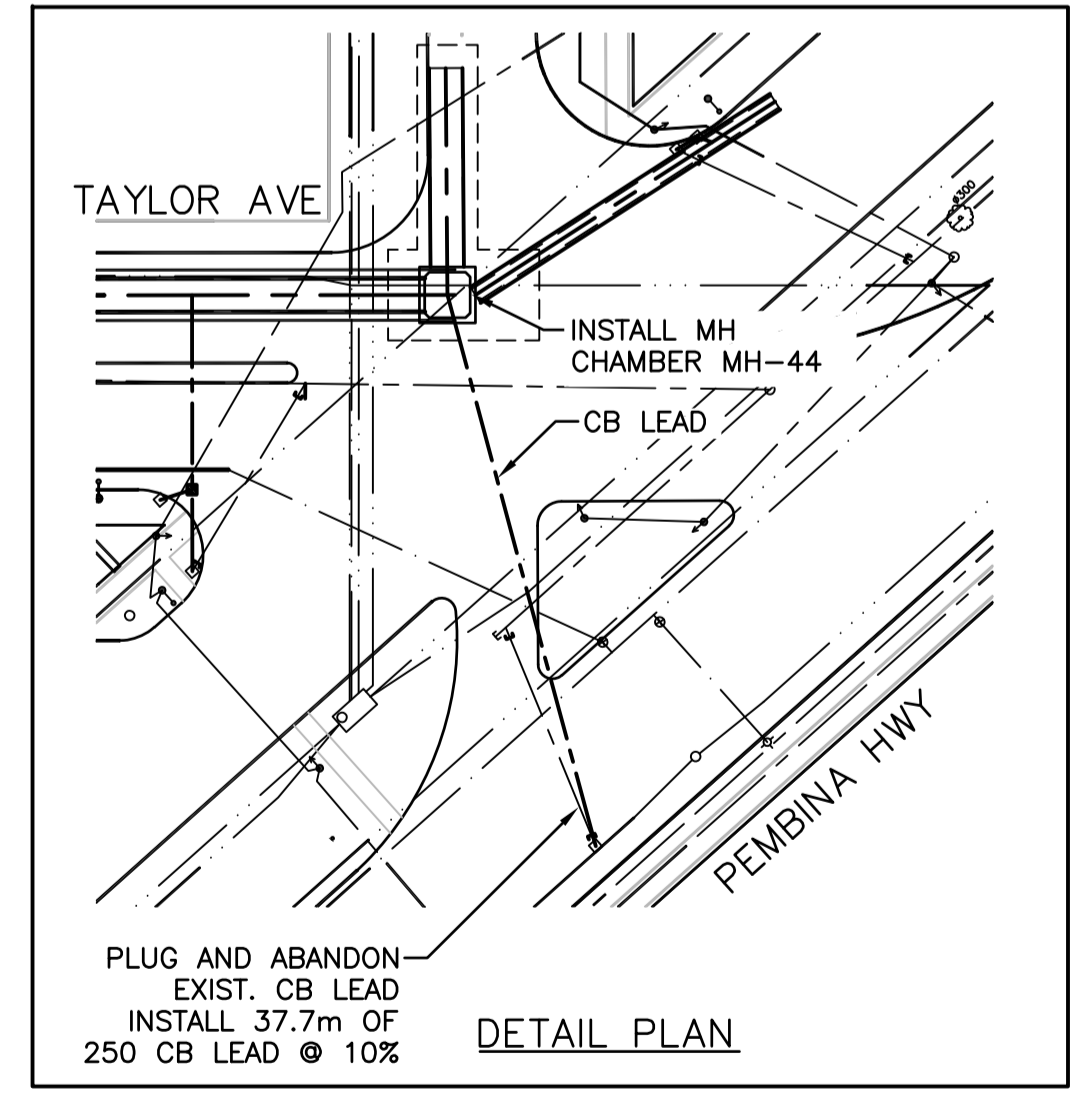 TAYLOR AVE
ø300
INSTALL MH
CHAMBER MH-44
CB LEAD
PEMBINA HWY
PLUG AND ABANDON
EXIST. CB LEAD
INSTALL 37.7m OF
250 CB LEAD @ 10%
DETAIL PLAN